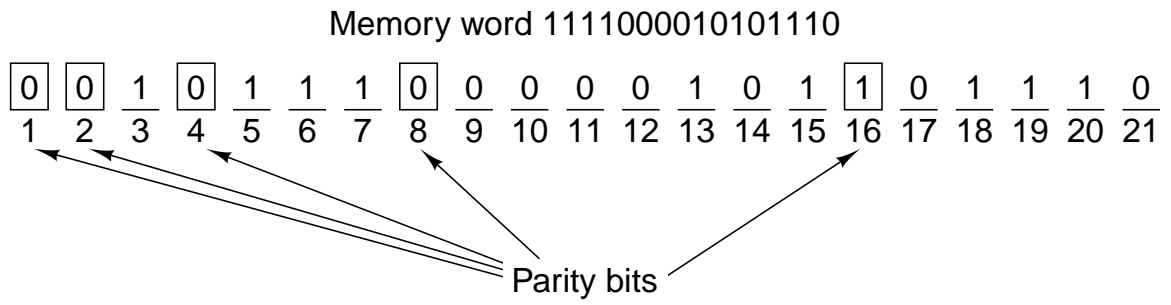 Memory word 1111000010101110
0 0 1 0 1 1 1 0 0 0 0 0 1 0 1 1 0 1 1 1 0
1 2 3 4 5 6 7 8 9 10 11 12 13 14 15 16 17 18 19 20 21
Parity bits